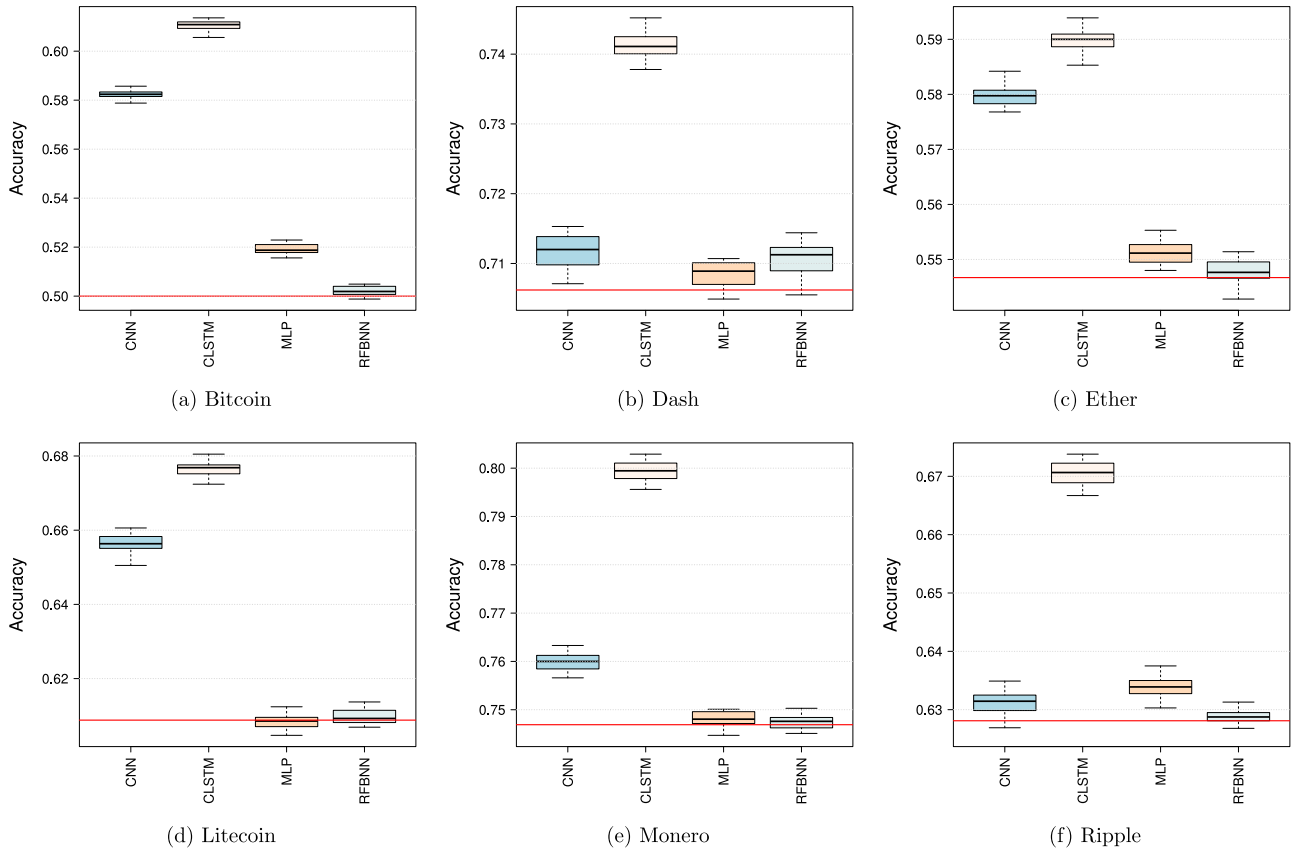 Accuracy
0.60
0.58
0.56
0.54
0.52
0.50
CNN
CLSTM
MLP
RFBNN
(a) Bitcoin
Accuracy
0.74
0.73
0.72
0.71
CNN
CLSTM
MLP
RFBNN
(b) Dash
Accuracy
0.59
0.58
0.57
0.56
0.55
CNN
CLSTM
MLP
RFBNN
(c) Ether
Accuracy
0.68
0.66
0.64
0.62
CNN
CLSTM
MLP
RFBNN
(d) Litecoin
Accuracy
0.80
0.79
0.78
0.77
0.76
0.75
CNN
CLSTM
MLP
RFBNN
(e) Monero
Accuracy
0.67
0.66
0.65
0.64
0.63
CNN
CLSTM
MLP
RFBNN
(f) Ripple